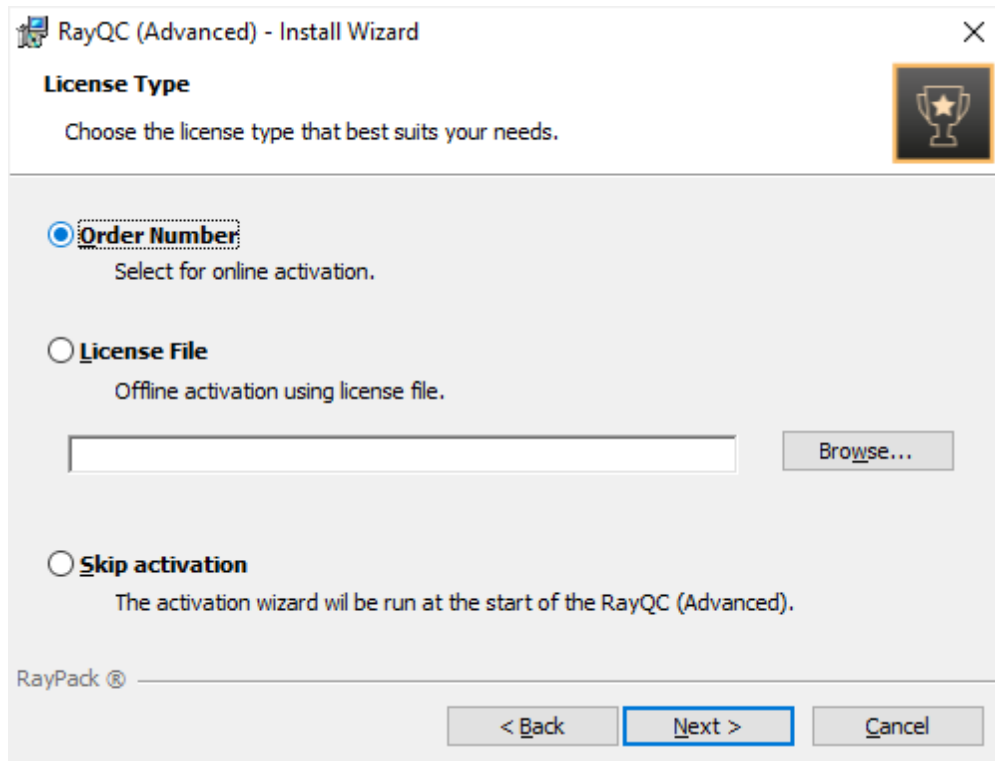 RayQC (Advanced) - Install Wizard
License Type
Choose the license type that best suits your needs.
Order Number
Select for online activation.
License File
Offline activation using license file.
Browse...
Skip activation
The activation wizard wil be run at the start of the RayQC (Advanced).
RayPack ®
< Back Next > Cancel